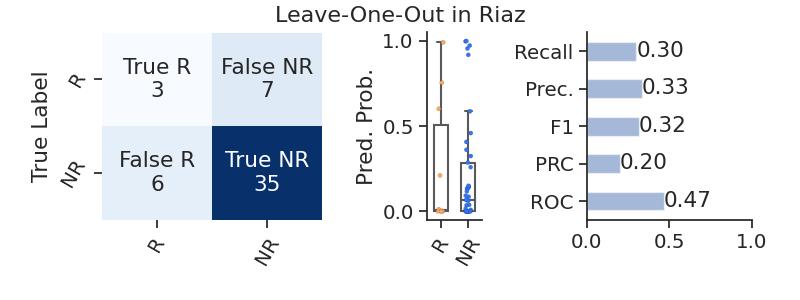 Leave-One-Out in Riaz
True Label
R
NR
True R
3
False NR
7
False R
6
True NR
35
R
NR
Pred. Prob.
1.0
0.5
0.0
R
NR
Recall
0.30
Prec.
0.33
F1
0.32
PRC
0.20
ROC
0.47
0.0
0.5
1.0